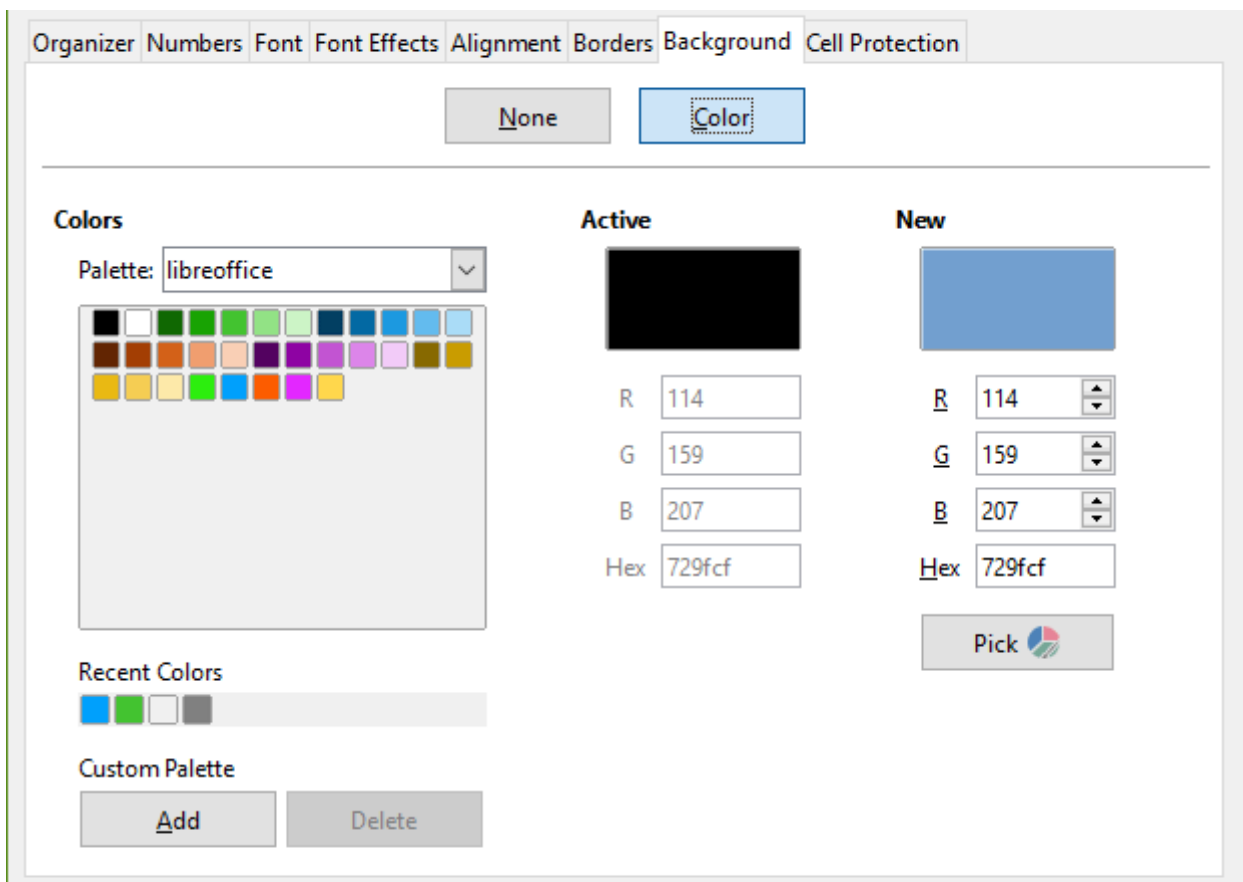 Organizer Numbers Font Font Effects Alignment Borders Background Cell Protection
None Color
Colors
Palette: libreoffice
Recent Colors
Custom Palette
Add Delete
Active
R 114
G 159
B 207
Hex 729fcf
New
R 114
G 159
B 207
Hex 729fcf
Pick